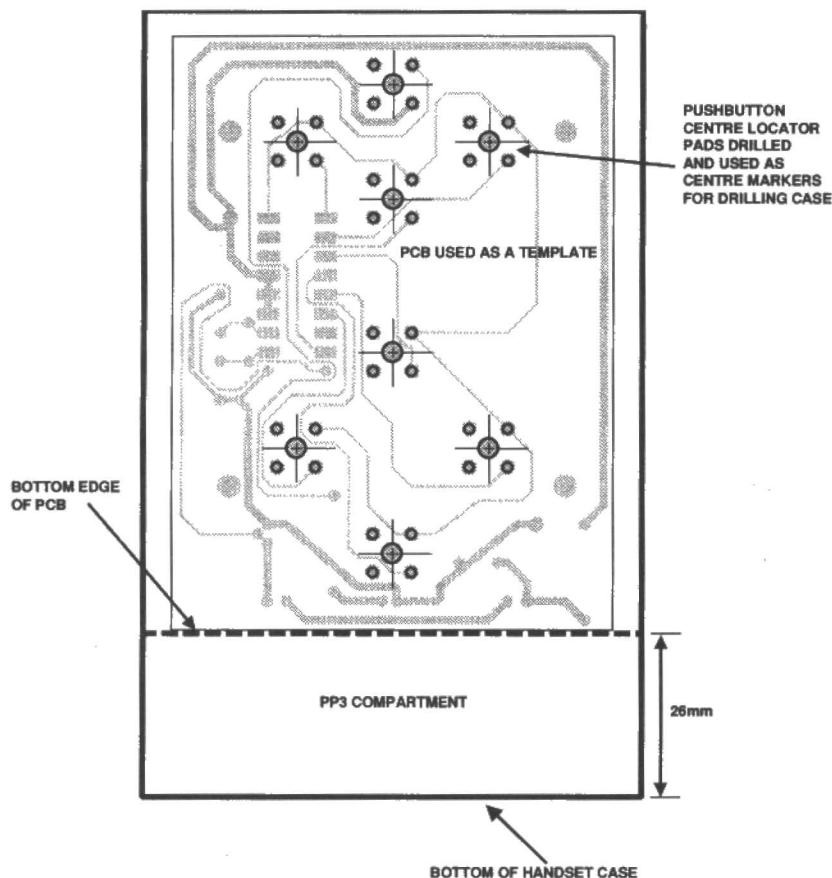 PUSHBUTTON
CENTRE LOCATOR
PADS DRILLED
AND USED AS
CENTRE MARKERS
FOR DRILLING CASE
PCB USED AS A TEMPLATE
BOTTOM EDGE
OF PCB
PP3 COMPARTMENT
26mm
BOTTOM OF HANDSET CASE